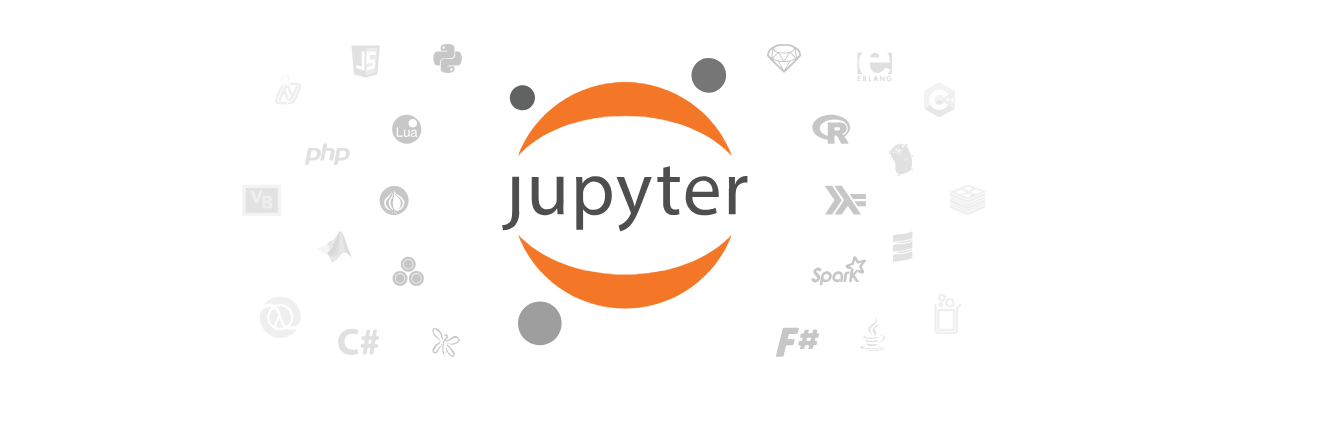 JS
e
ERLANG
C+
Lua
R
php
VB
jupyter
Spark
C#
F#